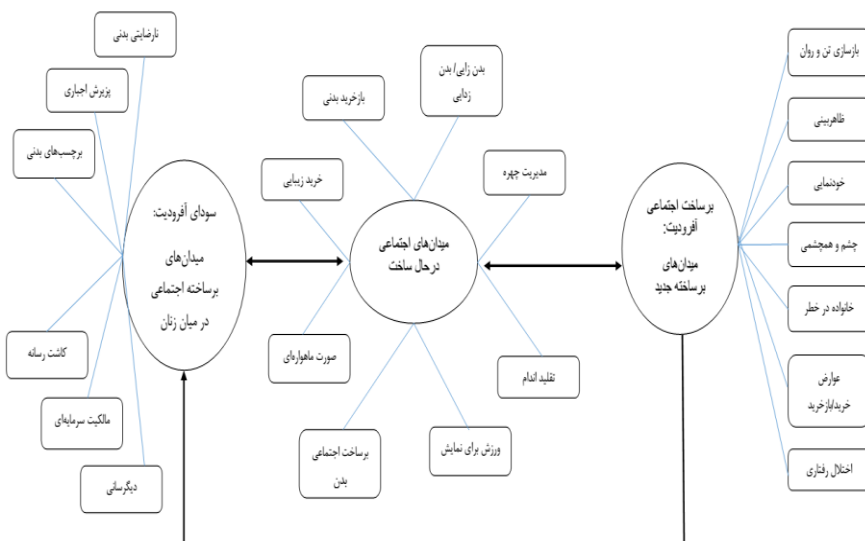 بازسازی تن و روان
ظاهربینی
خودنمایی
چشم و همچشمی
خانواده در خطر
عوارض
خرید/بازخرید
اختلال رفتاری
برساخت اجتماعی
آفرودیت:
میدان‌های
برساخته جدید
بدن زایی/ بدن
زدایی
بازخرید بدنی
مدیریت چهره
خرید زیبایی
میدان‌های اجتماعی
درحال ساخت
صورت ماهواره‌ای
تقلید اندام
برساخت اجتماعی
بدن
ورزش برای نمایش
نارضایتی بدنی
پزیرش اجباری
برچسب‌های بدنی
سودای آفرودیت:
میدان‌های
برساخته اجتماعی
در میان زنان
کاشت رسانه
مالکیت سرمایه‌ای
دیگرسانی